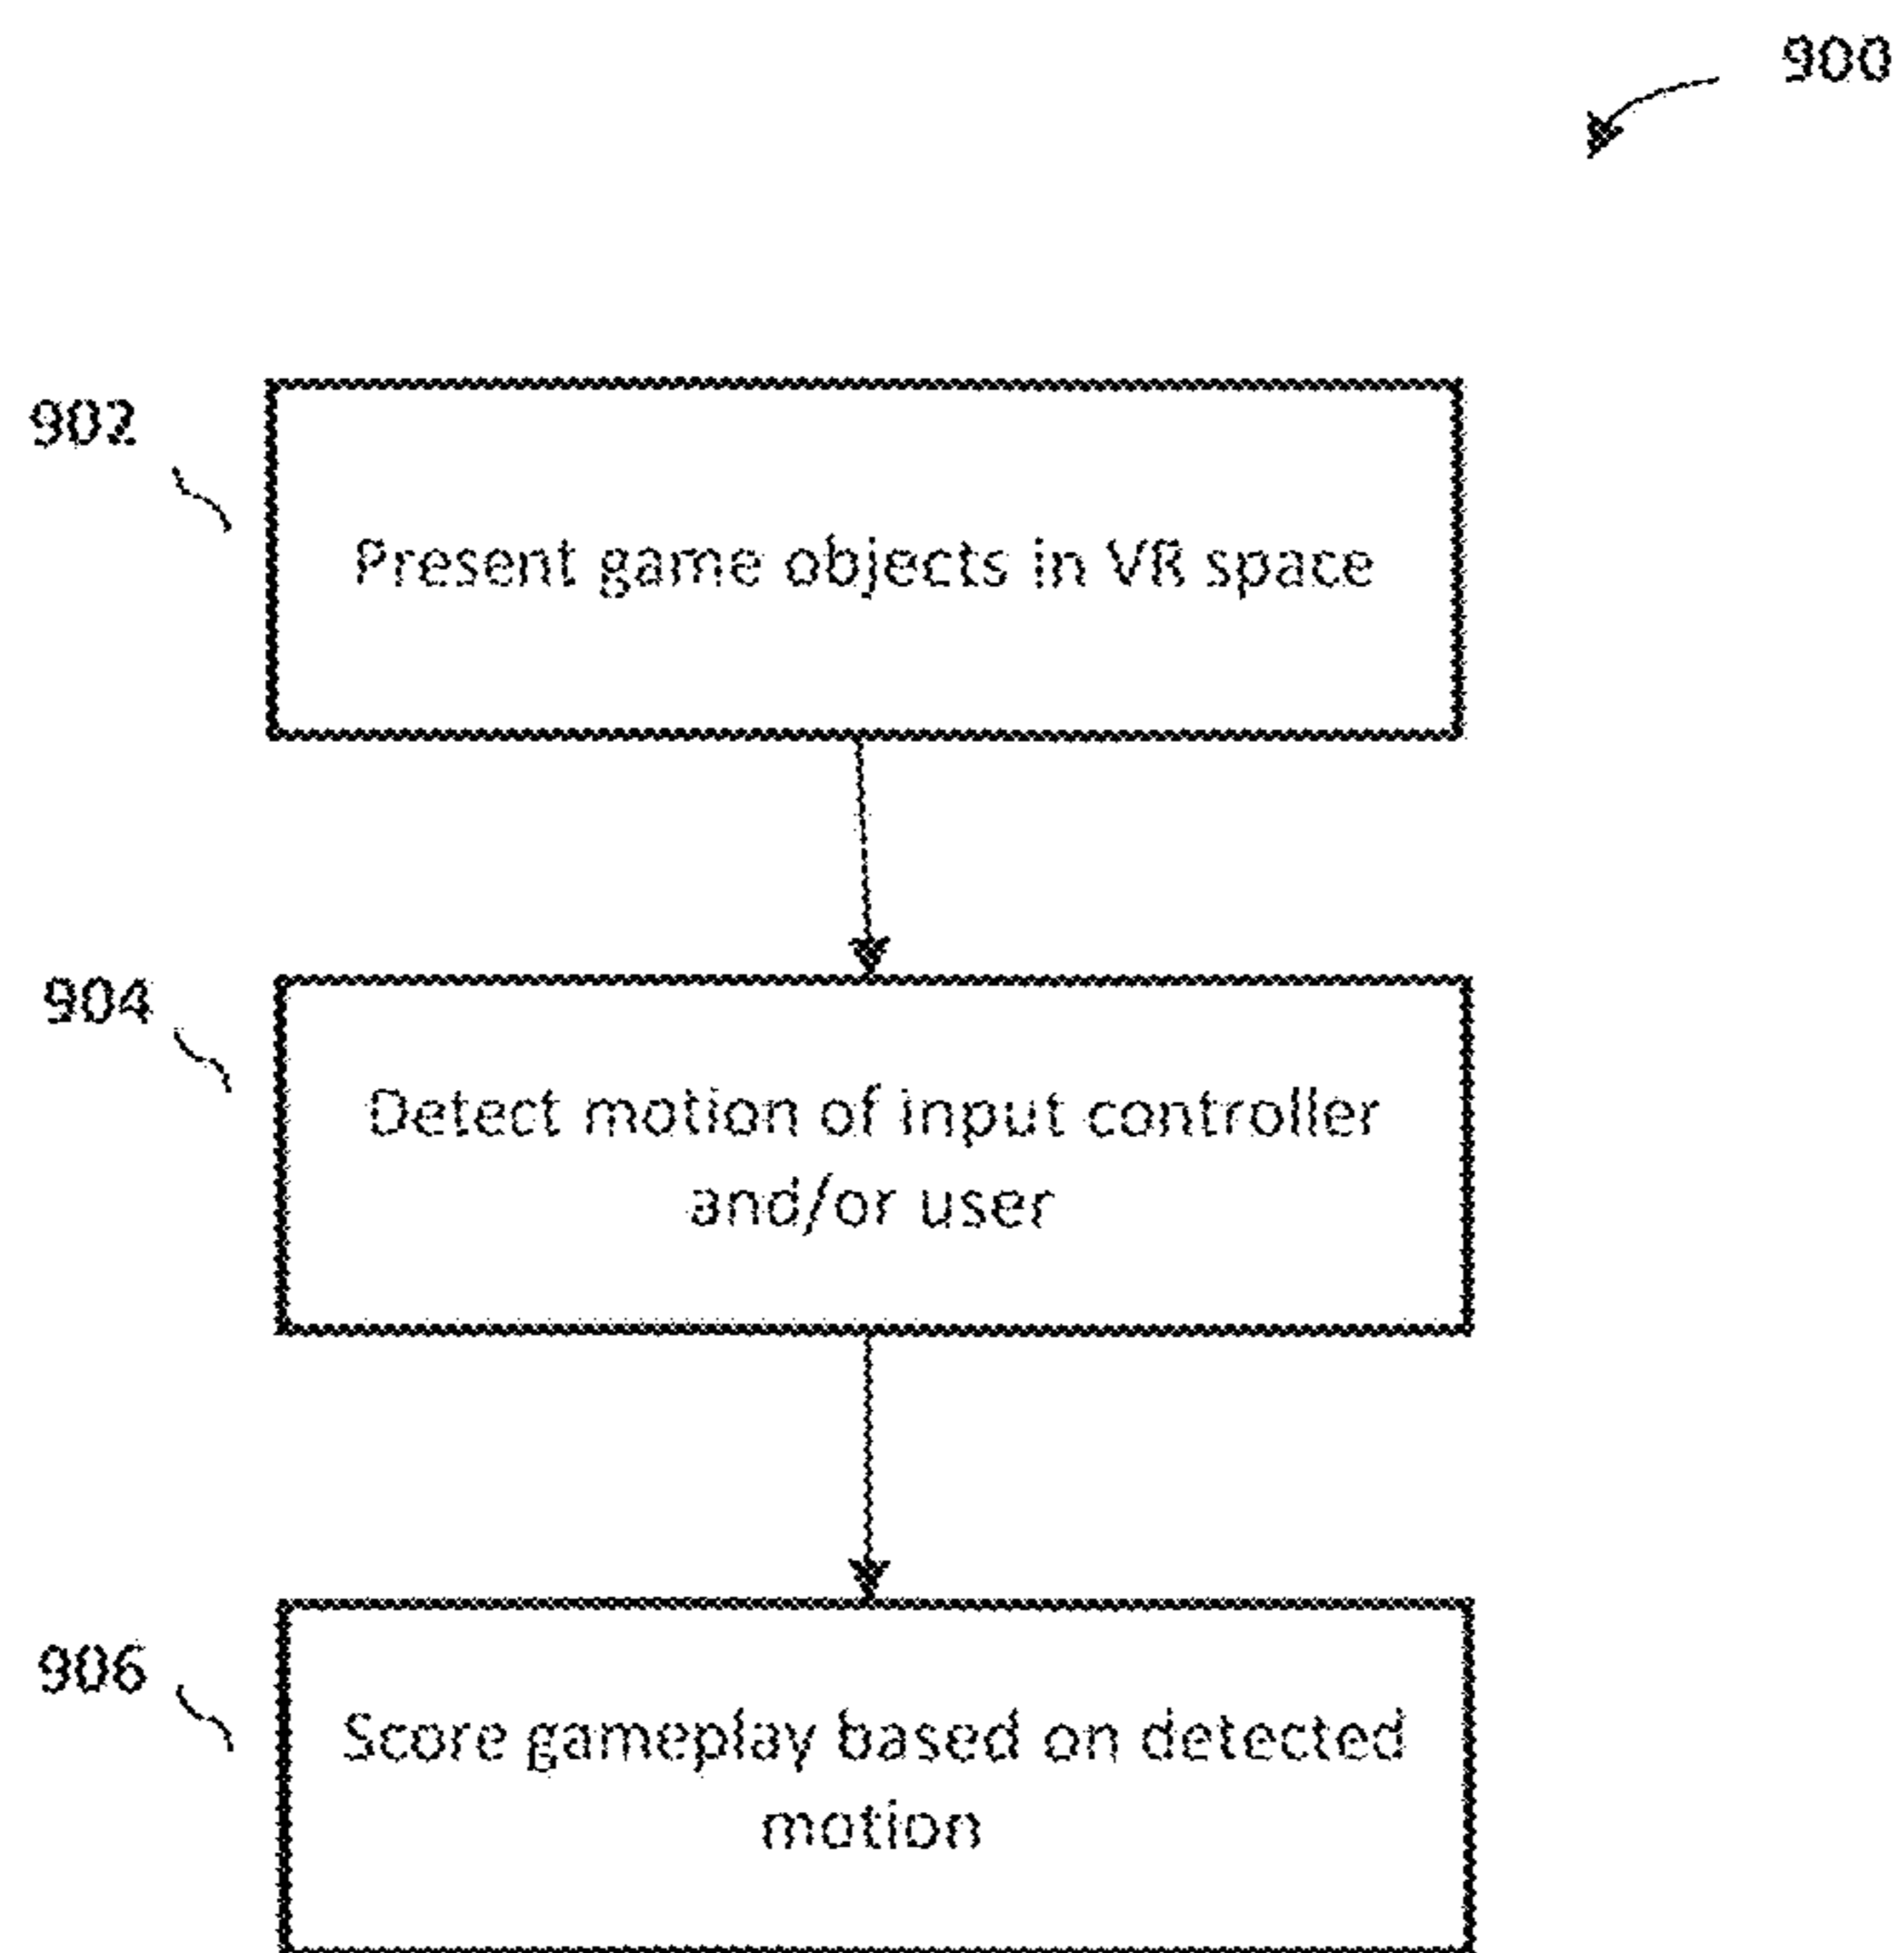 900
902
Present game objects in VR space
904
Detect motion of input controller
and/or user
906
Score gameplay based on detected
motion